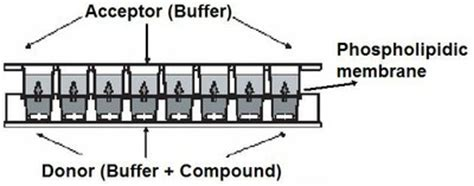 Acceptor (Buffer)
Phospholipidic
membrane
Donor (Buffer + Compound)